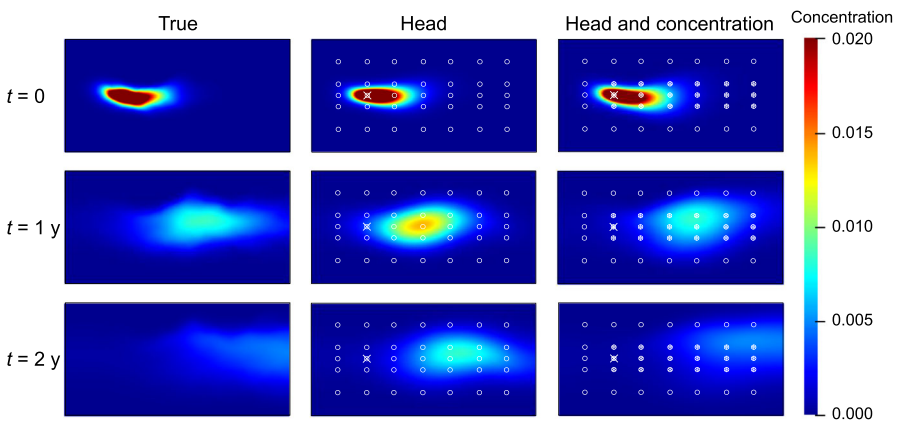 True Head Head and concentration Concentration
t = 0
t = 1 y
t = 2 y
0.020
0.015
0.010
0.005
0.000